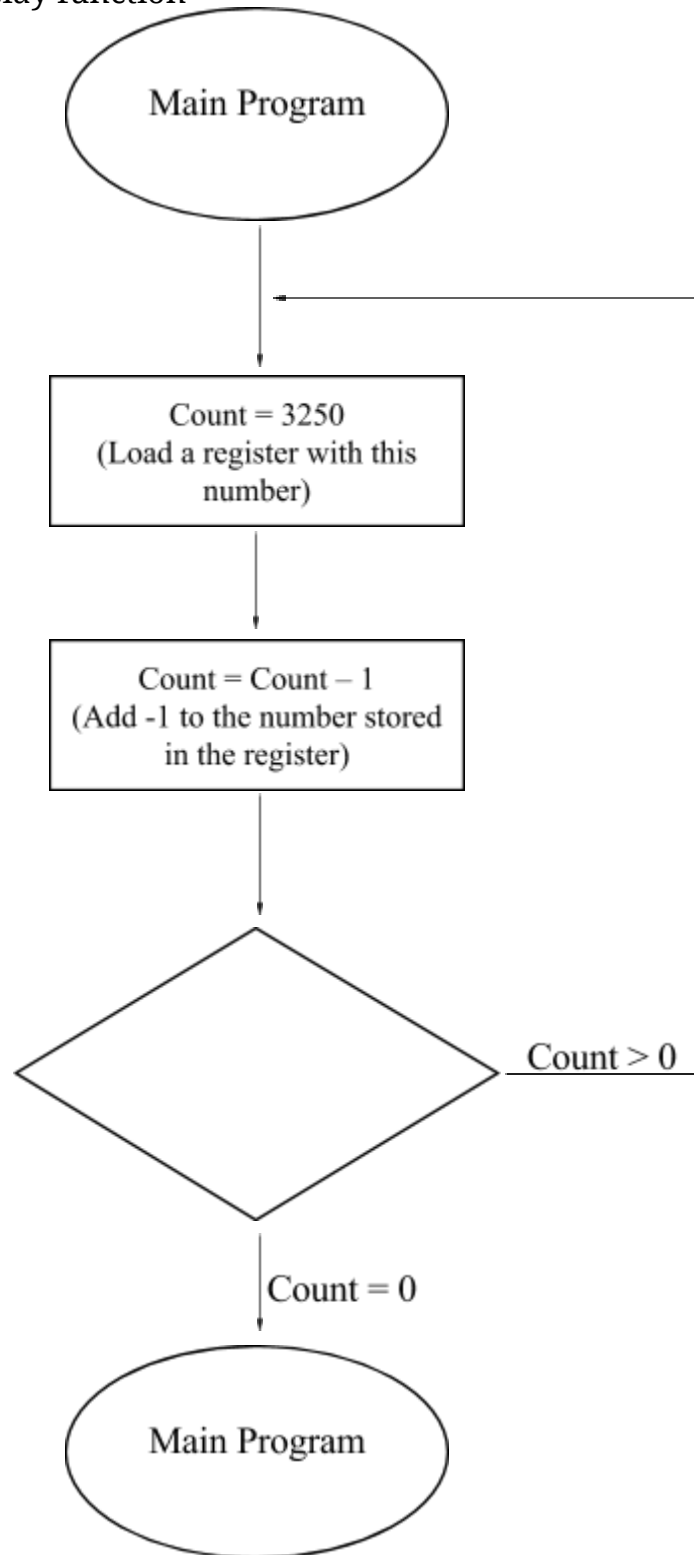 function
Main Program
Count = 3250
(Load a register with this
number)
Count = Count – 1
(Add -1 to the number stored
in the register)
Count > 0
Count = 0
Main Program